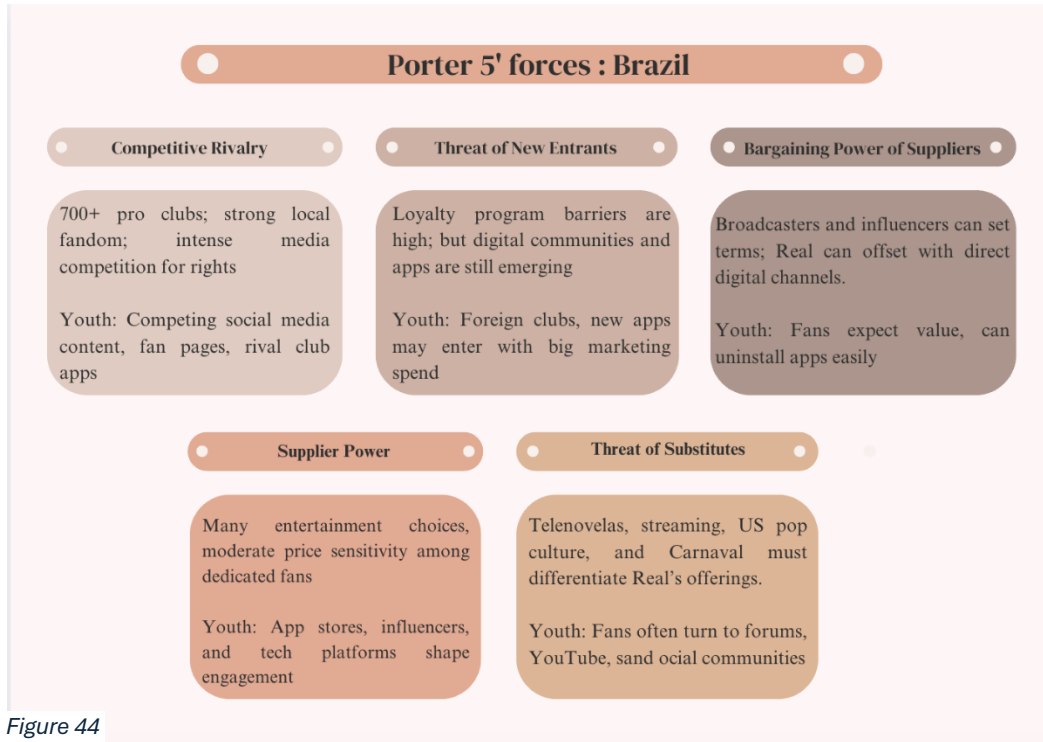 Porter 5' forces : Brazil
Competitive Rivalry
700+ pro clubs; strong local
fandom; intense media
competition for rights
Youth: Competing social media
content, fan pages, rival club
apps
Threat of New Entrants
Loyalty program barriers are
high; but digital communities and
apps are still emerging
Youth: Foreign clubs, new apps
may enter with big marketing
spend
Bargaining Power of Suppliers
Broadcasters and influencers can set
terms; Real can offset with direct
digital channels.
Youth: Fans expect value, can
uninstall apps easily
Supplier Power
Many entertainment choices,
moderate price sensitivity among
dedicated fans
Youth: App stores, influencers,
and tech platforms shape
engagement
Threat of Substitutes
Telenovelas, streaming, US pop
culture, and Carnaval must
differentiate Real's offerings.
Youth: Fans often turn to forums,
YouTube, sand ocial communities
Figure 44